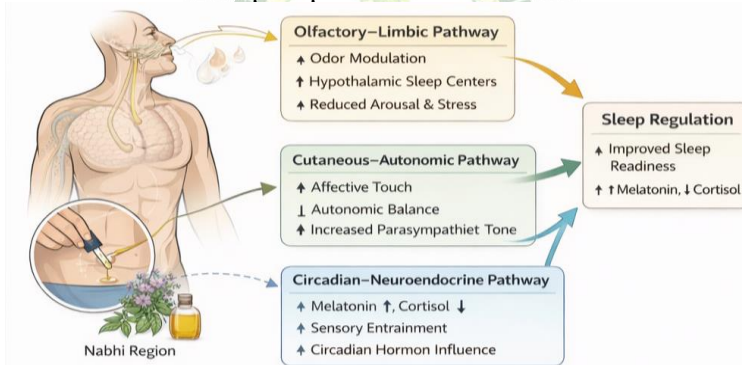 Olfactory–Limbic Pathway
↑ Odor Modulation
↑ Hypothalamic Sleep Centers
↑ Reduced Arousal & Stress
Sleep Regulation
↑ Improved Sleep
Readiness
↑ ↑ Melatonin, ↓ Cortisol
Cutaneous–Autonomic Pathway
↑ Affective Touch
⊥ Autonomic Balance
↑ Increased Parasympathiet Tone
Circadian–Neuroendocrine Pathway
↑ Melatonin ↑, Cortisol ↓
↑ Sensory Entrainment
↑ Circadian Hormon Influence
Nabhi Region